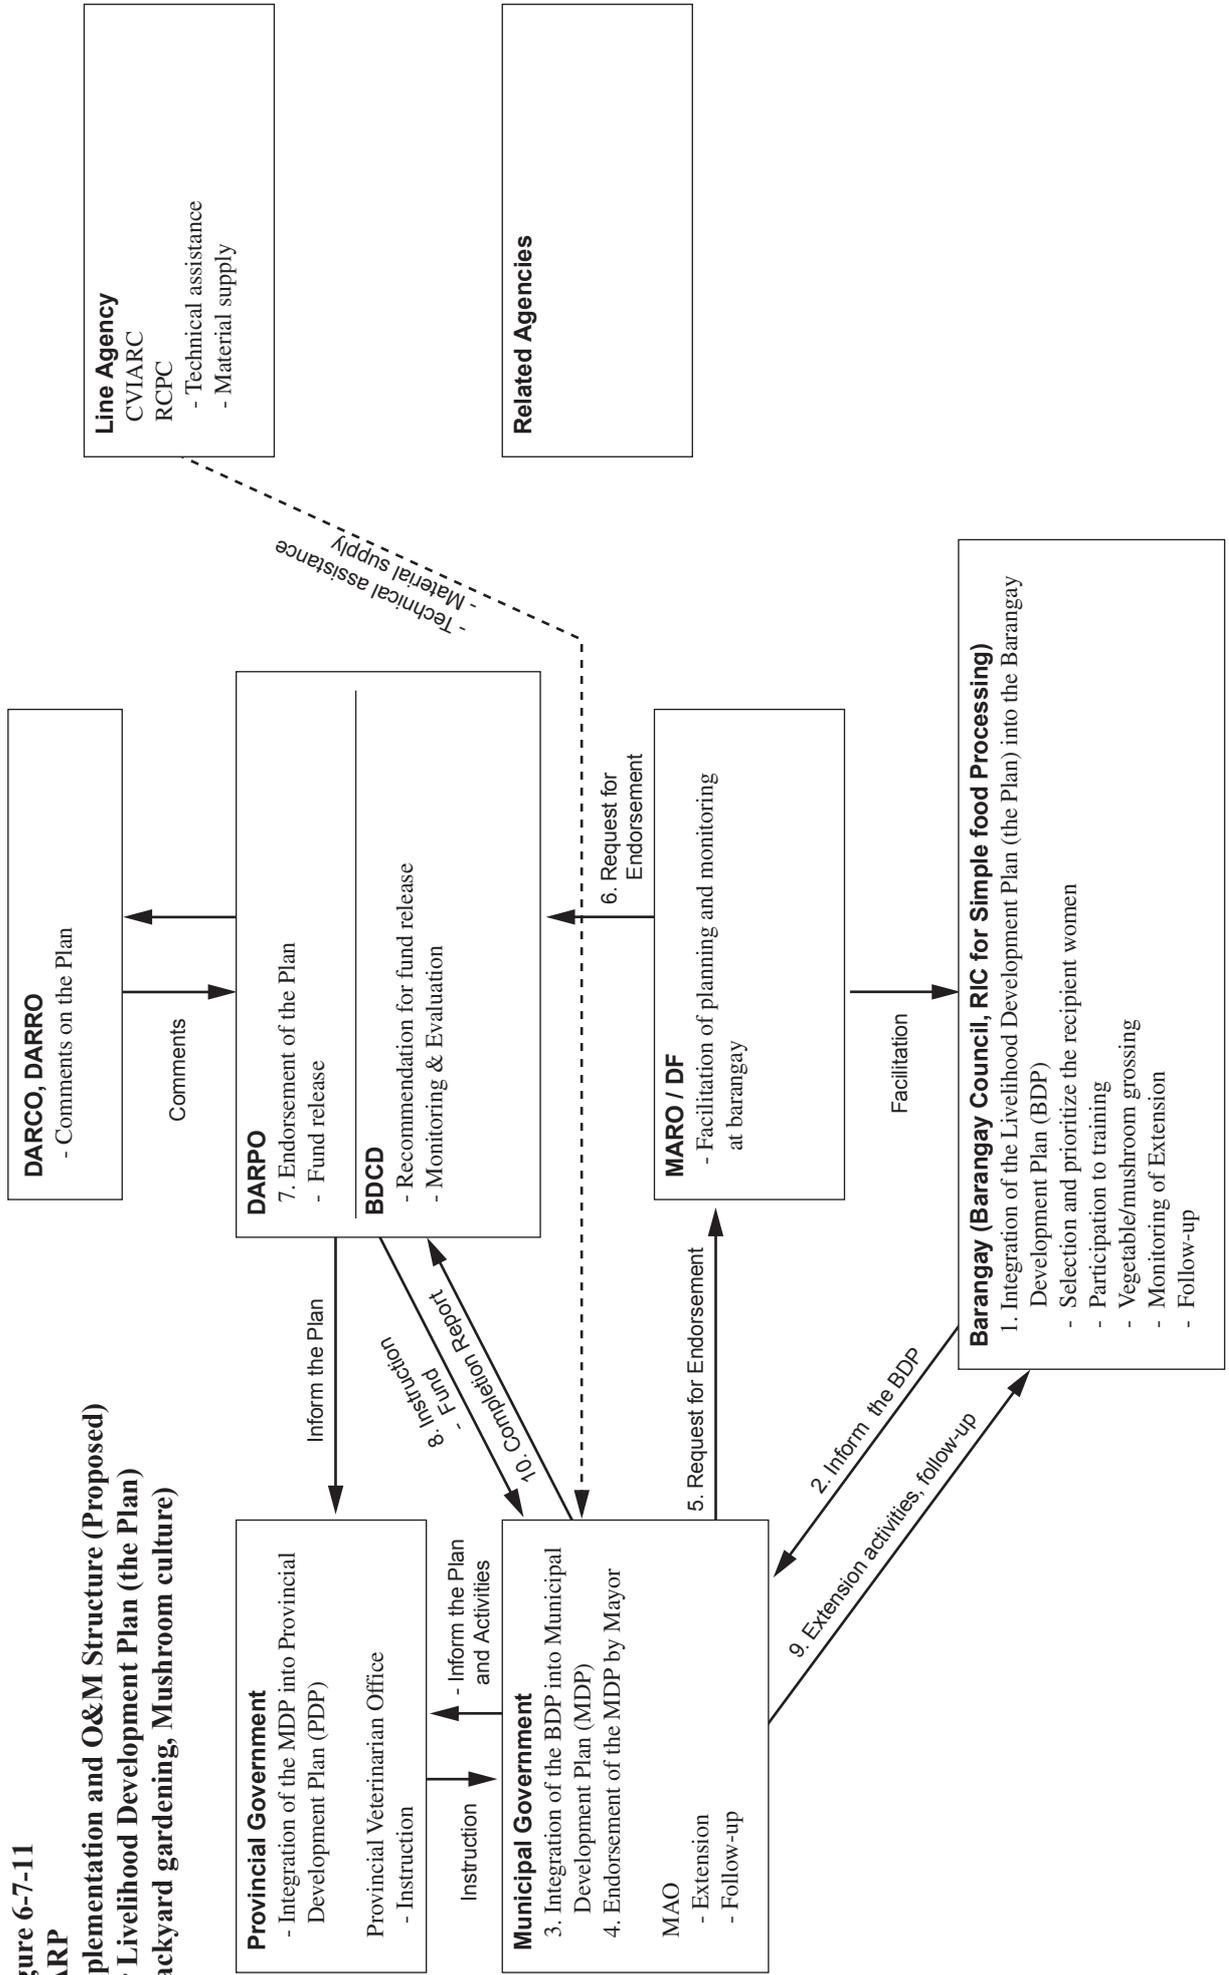 gure 6-7-11
ARP
plementation and O&M Structure (Proposed)
r Livelihood Development Plan (the Plan)
ackyard gardening, Mushroom culture)
DARCO, DARRO
- Comments on the Plan
Comments
Line Agency
CVIARC
RCPC
- Technical assistance
- Material supply
Provincial Government
- Integration of the MDP into Provincial
Development Plan (PDP)
Provincial Veterinarian Office
- Instruction
Inform the Plan
DARPO
7. Endorsement of the Plan
- Fund release
BDCD
- Recommendation for fund release
- Monitoring & Evaluation
8. Instruction
- Fund
10. Completion Report
- Technical assistance
- Material supply
Instruction
- Inform the Plan
and Activities
Municipal Government
3. Integration of the BDP into Municipal
Development Plan (MDP)
4. Endorsement of the MDP by Mayor
MAO
- Extension
- Follow-up
6. Request for
Endorsement
Related Agencies
5. Request for Endorsement
MARO / DF
- Facilitation of planning and monitoring
at barangay
Facilitation
2. Inform the BDP
9. Extension activities, follow-up
Barangay (Barangay Council, RIC for Simple food Processing)
1. Integration of the Livelihood Development Plan (the Plan) into the Barangay
Development Plan (BDP)
- Selection and prioritize the recipient women
- Participation to training
- Vegetable/mushroom grossing
- Monitoring of Extension
- Follow-up